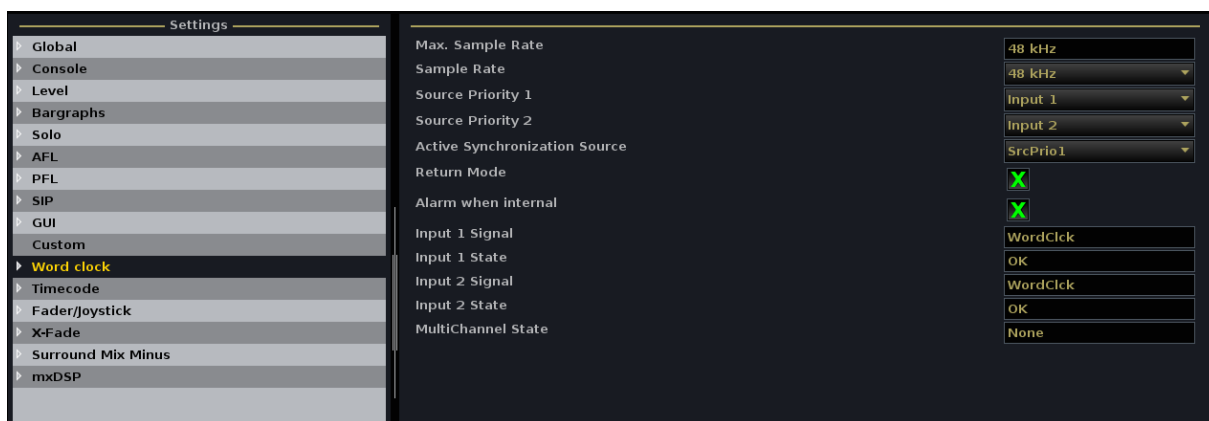 Settings
Global
Console
Level
Bargraphs
Solo
AFL
PFL
SIP
GUI
Custom
Word clock
Timecode
Fader/Joystick
X-Fade
Surround Mix Minus
mxDSP
Max. Sample Rate 48 kHz
Sample Rate 48 kHz
Source Priority 1 Input 1
Source Priority 2 Input 2
Active Synchronization Source SrcPrio1
Return Mode X
Alarm when internal X
Input 1 Signal WordClck
Input 1 State OK
Input 2 Signal WordClck
Input 2 State OK
MultiChannel State None